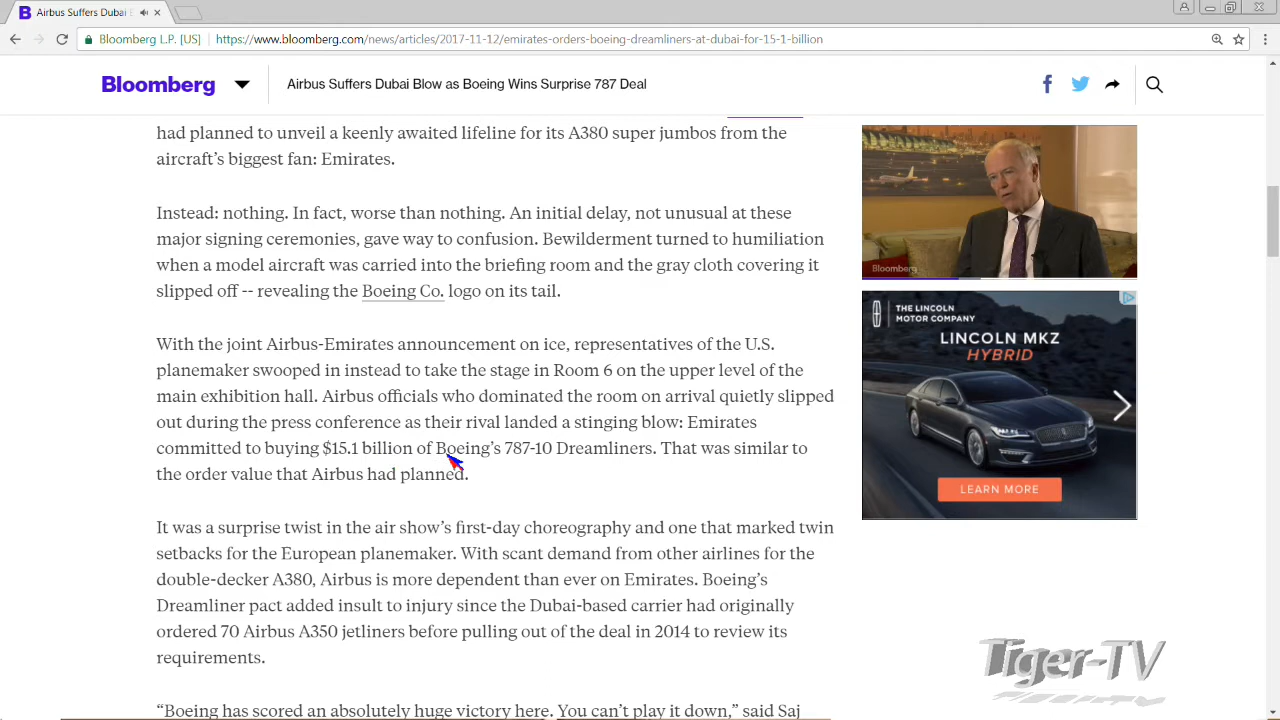 Airbus Suffers Dubai E
Bloomberg L.P. [US]
https://www.bloomberg.com/news/articles/2017-11-12/emirates-orders-boeing-dreamliners-at-dubai-for-15-1-billion
Bloomberg
Airbus Suffers Dubai Blow as Boeing Wins Surprise 787 Deal
had planned to unveil a keenly awaited lifeline for its A380 super jumbos from the
aircraft's biggest fan: Emirates.
Instead: nothing. In fact, worse than nothing. An initial delay, not unusual at these
major signing ceremonies, gave way to confusion. Bewilderment turned to humiliation
when a model aircraft was carried into the briefing room and the gray cloth covering it
slipped off -- revealing the Boeing Co. logo on its tail.
With the joint Airbus-Emirates announcement on ice, representatives of the U.S.
planemaker swooped in instead to take the stage in Room 6 on the upper level of the
main exhibition hall. Airbus officials who dominated the room on arrival quietly slipped
out during the press conference as their rival landed a stinging blow: Emirates
committed to buying $15.1 billion of Boeing's 787-10 Dreamliners. That was similar to
the order value that Airbus had planned.
It was a surprise twist in the air show's first-day choreography and one that marked twin
setbacks for the European planemaker. With scant demand from other airlines for the
double-decker A380, Airbus is more dependent than ever on Emirates. Boeing's
Dreamliner pact added insult to injury since the Dubai-based carrier had originally
ordered 70 Airbus A350 jetliners before pulling out of the deal in 2014 to review its
requirements.
“Boeing has scored an absolutely huge victory here. You can't play it down,” said Saj
Bloomberg
THE LINCOLN
MOTOR COMPANY
LINCOLN MKZ
HYBRID
LEARN MORE
Tiger-TV